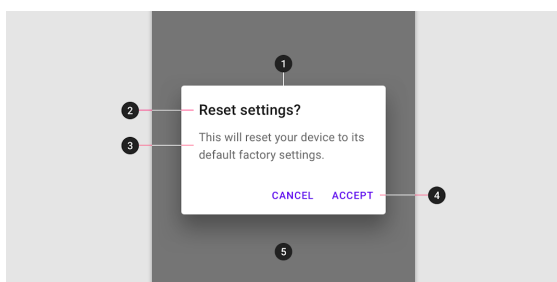 1
2
Reset settings?
3
This will reset your device to its
default factory settings.
CANCEL ACCEPT
4
5